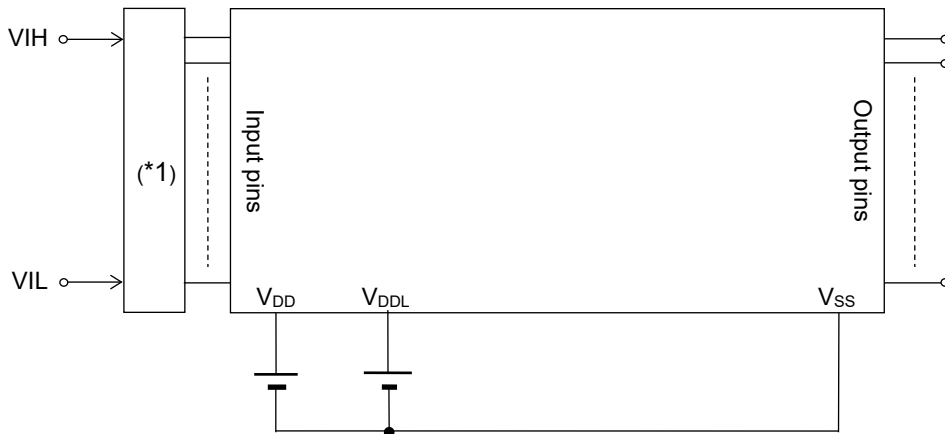 VIH
(*1)
VIL
Input pins
Output pins
VDD
VDDL
VSS